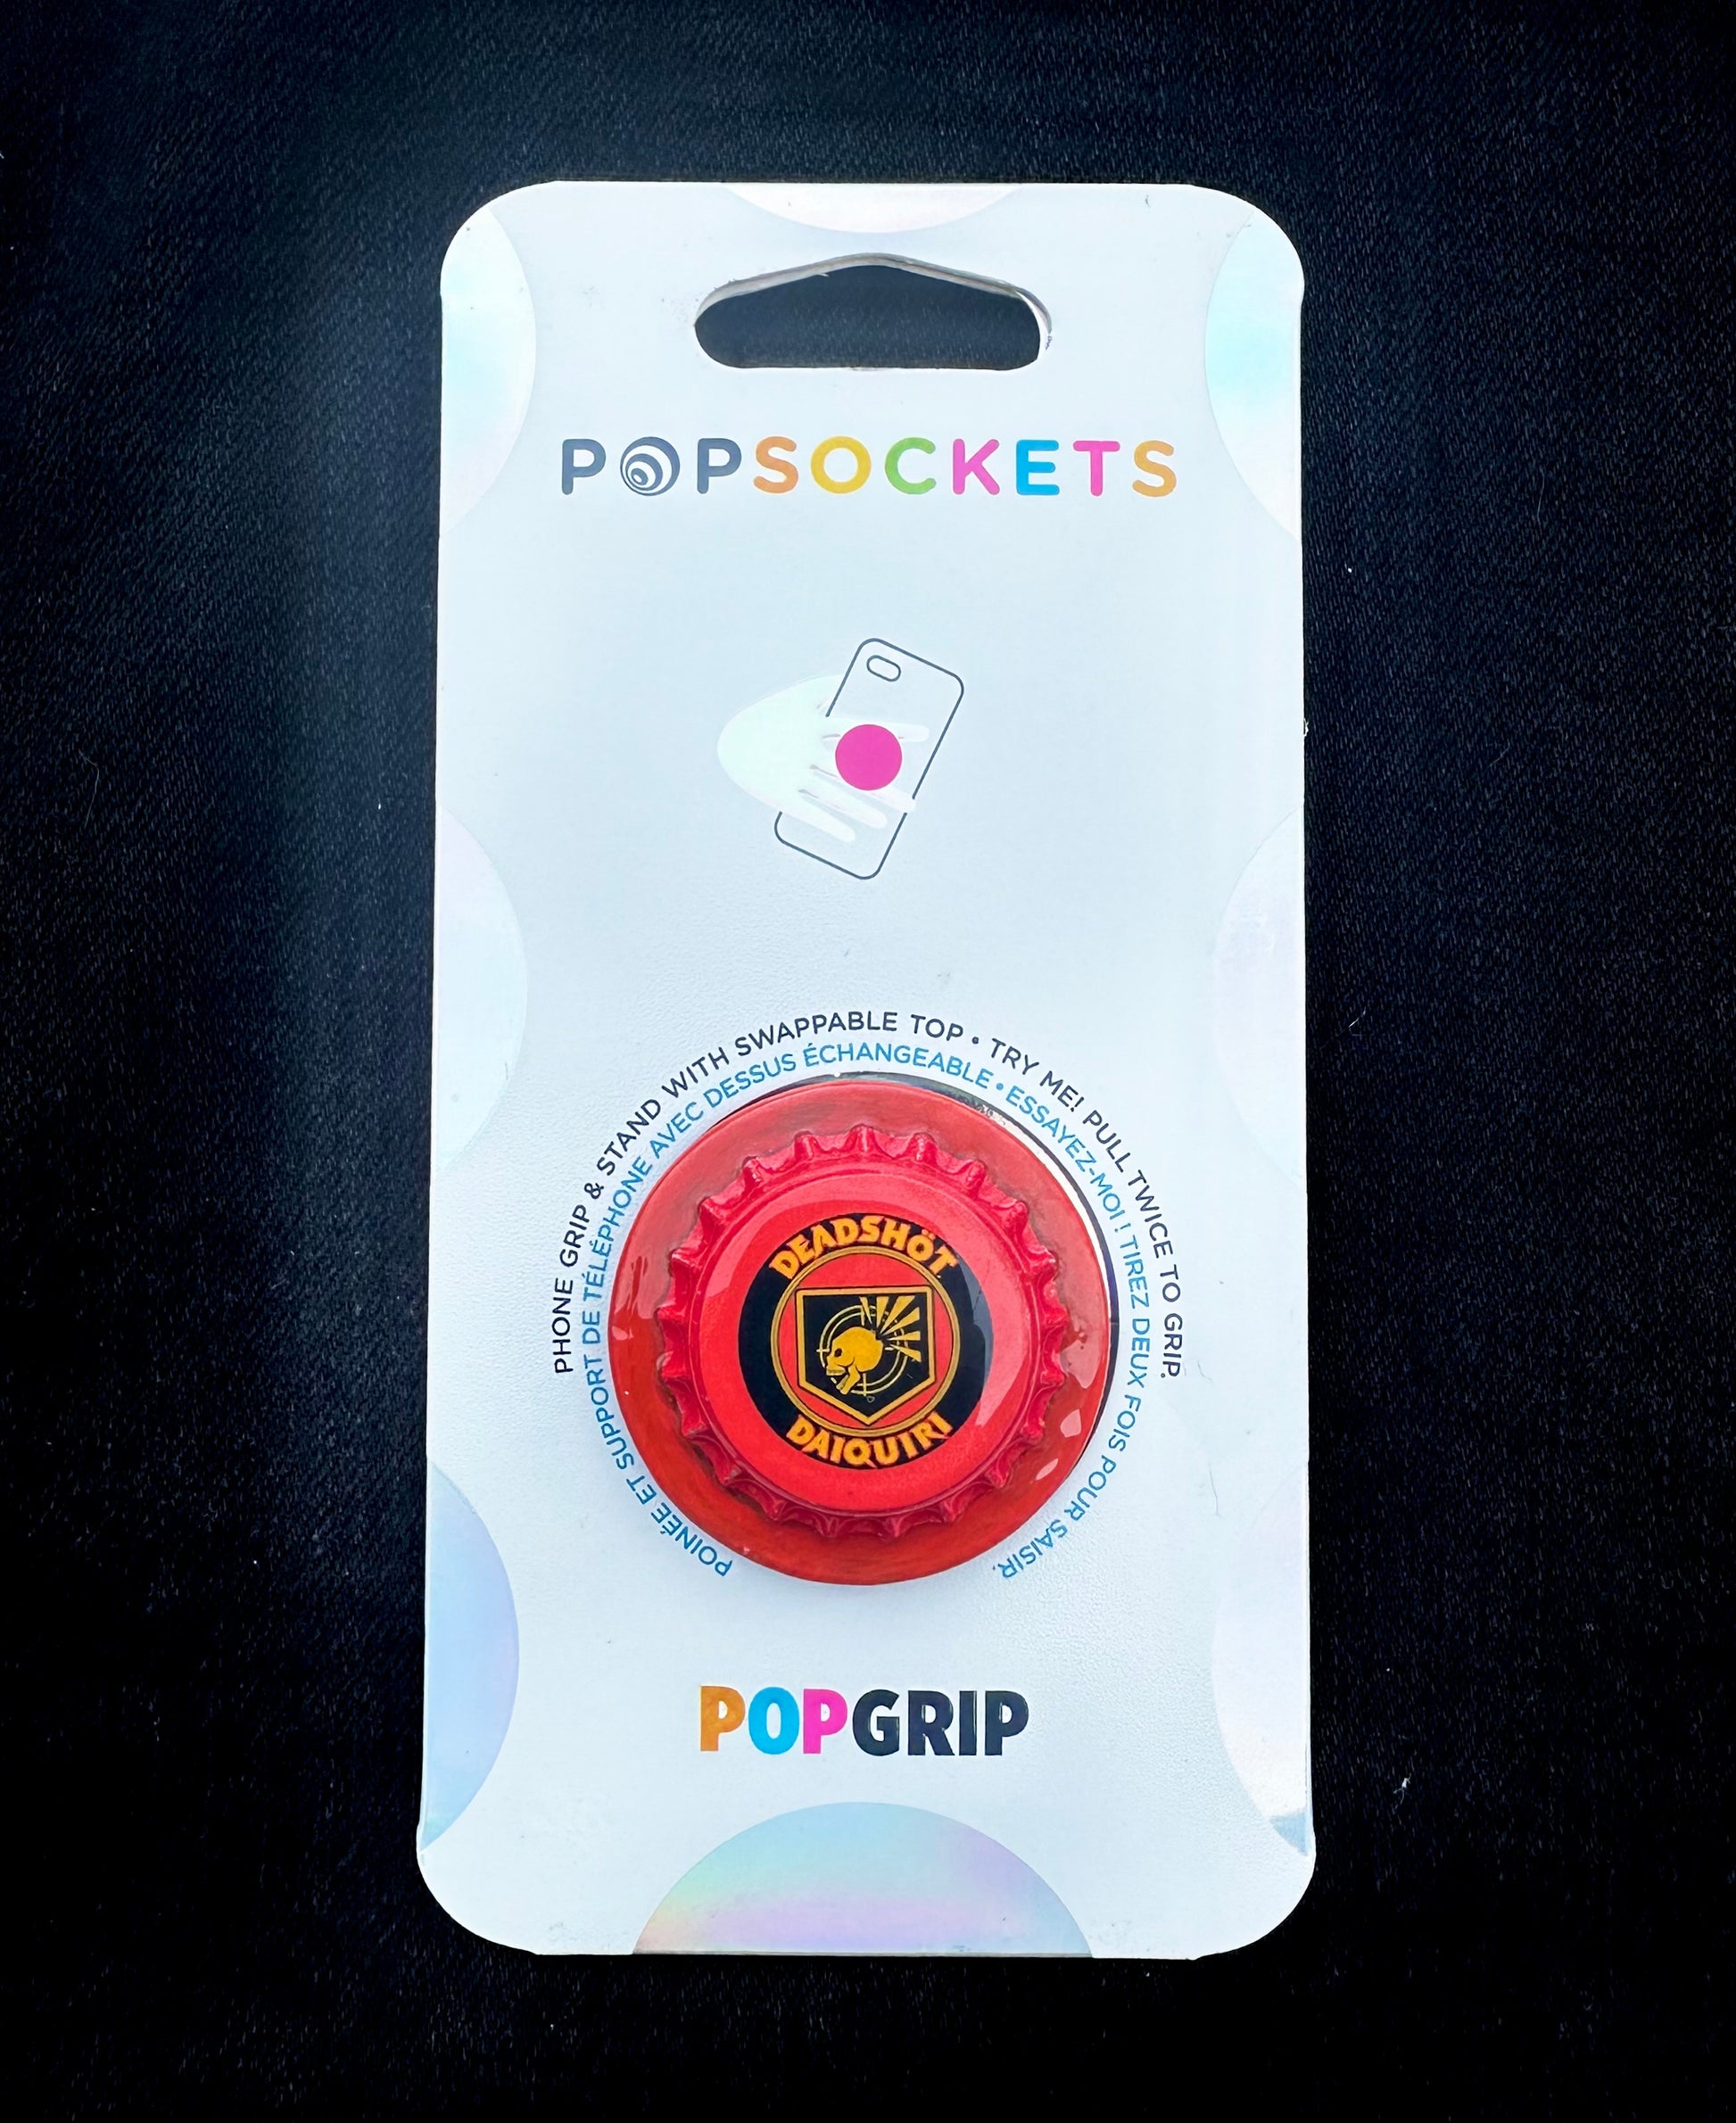 POPSOCKETS
PHONE GRIP & STAND WITH SWAPPABLE TOP • TRY ME! PULL TWICE TO GRIP.
POINÉE ET SUPPORT DE TÉLÉPHONE AVEC DESSUS ÉCHANGEABLE • ESSAYEZ-MOI ! TIREZ DEUX FOIS POUR SAISIR.
DEADSHÖT
DAIQUIRI
POPGRIP